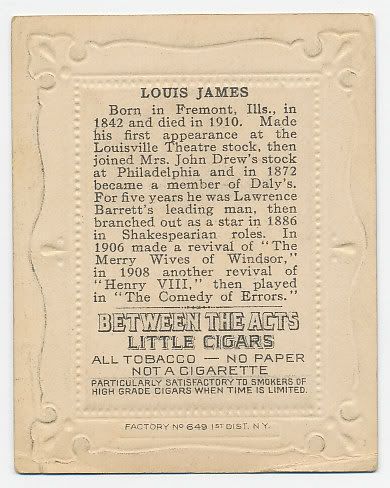 LOUIS JAMES
Born in Fremont, Ills., in
1842 and died in 1910. Made
his first appearance at the
Louisville Theatre stock, then
joined Mrs. John Drew's stock
at Philadelphia and in 1872
became a member of Daly's.
For five years he was Lawrence
Barrett's leading man, then
branched out as a star in 1886
in Shakespearian roles. In
1906 made a revival of "The
Merry Wives of Windsor,"
in 1908 another revival of
"Henry VIII," then played
in "The Comedy of Errors."
BETWEEN THE ACTS
LITTLE CIGARS
ALL TOBACCO — NO PAPER
NOT A CIGARETTE
PARTICULARLY SATISFACTORY TO SMOKERS OF
HIGH GRADE CIGARS WHEN TIME IS LIMITED.
FACTORY No 649 1ST DIST. N.Y.